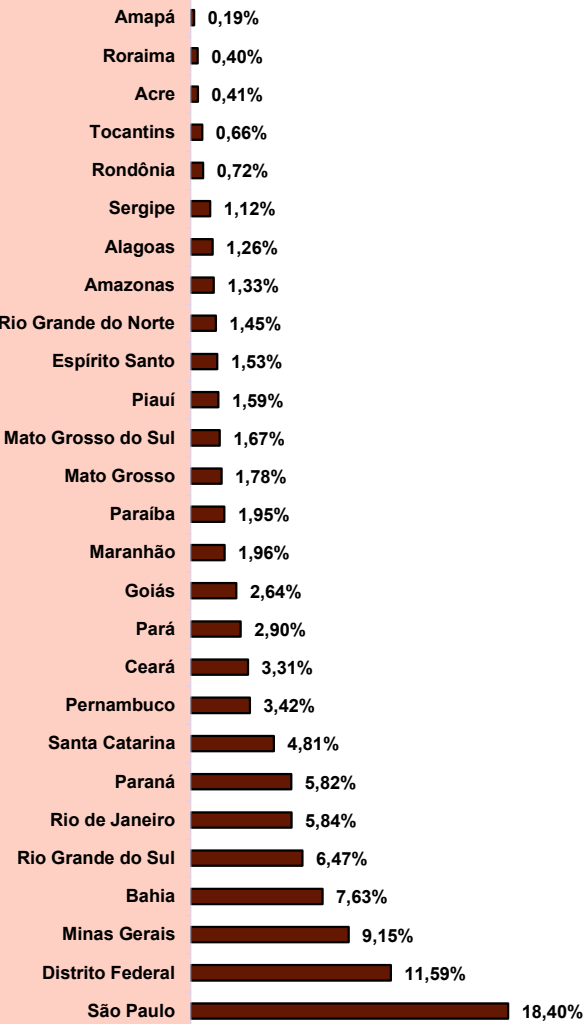 Amapá 0,19%
Roraima 0,40%
Acre 0,41%
Tocantins 0,66%
Rondônia 0,72%
Sergipe 1,12%
Alagoas 1,26%
Amazonas 1,33%
Rio Grande do Norte 1,45%
Espírito Santo 1,53%
Piauí 1,59%
Mato Grosso do Sul 1,67%
Mato Grosso 1,78%
Paraíba 1,95%
Maranhão 1,96%
Goiás 2,64%
Pará 2,90%
Ceará 3,31%
Pernambuco 3,42%
Santa Catarina 4,81%
Paraná 5,82%
Rio de Janeiro 5,84%
Rio Grande do Sul 6,47%
Bahia 7,63%
Minas Gerais 9,15%
Distrito Federal 11,59%
São Paulo 18,40%